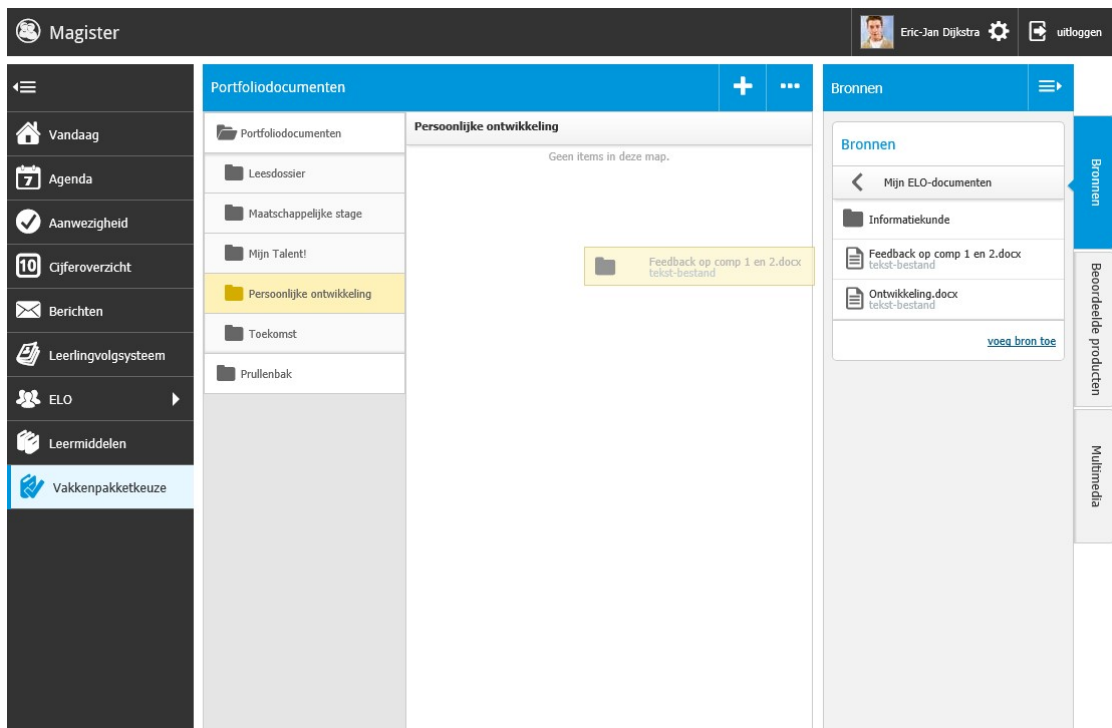 Magister
Eric-Jan Dijkstra
uitloggen
Vandaag
7
Agenda
Aanwezigheid
10
Cijferoverzicht
Berichten
Leerlingvolgsysteem
ELO
Leermiddelen
Vakkenpakketkeuze
Portfoliodocumenten
Portfoliodocumenten
Leesdossier
Maatschappelijke stage
Mijn Talent!
Persoonlijke ontwikkeling
Toekomst
Prullenbak
Persoonlijke ontwikkeling
Geen items in deze map.
Feedback op comp 1 en 2.docx
tekst-bestand
Bronnen
Bronnen
Mijn ELO-documenten
Informatiekunde
Feedback op comp 1 en 2.docx
tekst-bestand
Ontwikkeling.docx
tekst-bestand
voeg bron toe
Bronnen
Beoordeelde producten
Multimedia